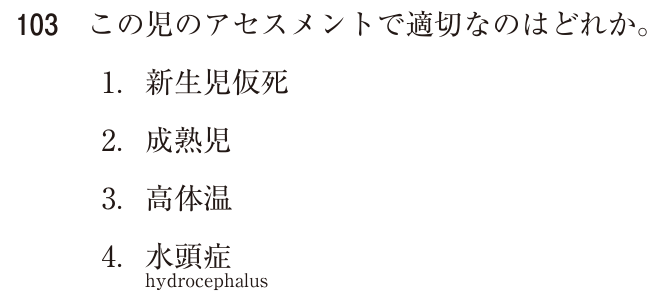 103 この児のアセスメントで適切なのはどれか。
1. 新生児仮死
2. 成熟児
3. 高体温
4. 水頭症
hydrocephalus